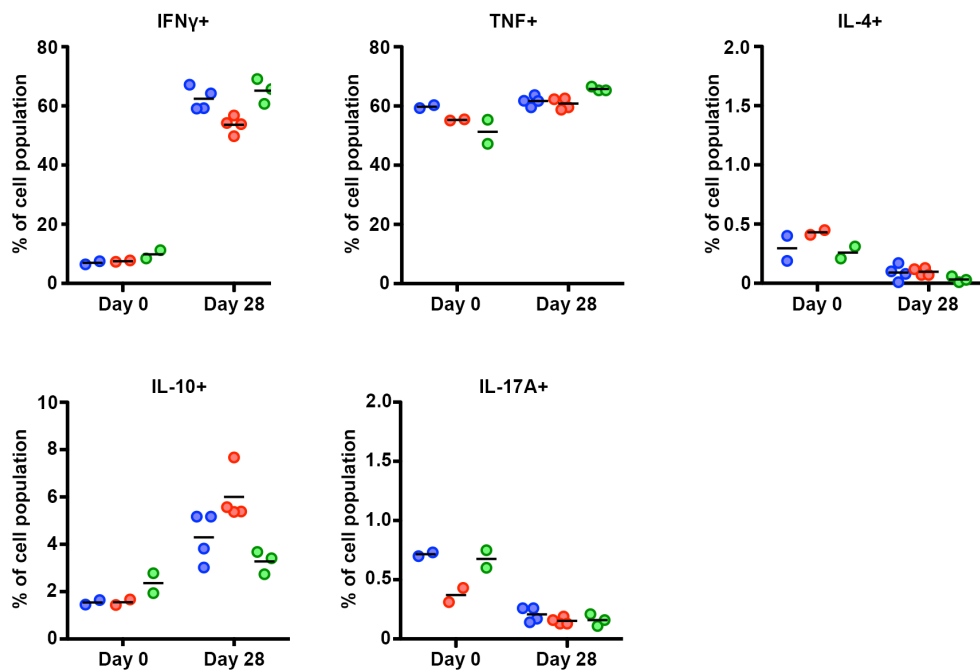 IFNγ+
% of cell population
80
60
40
20
0
Day 0
Day 28
TNF+
% of cell population
80
60
40
20
0
Day 0
Day 28
IL-4+
% of cell population
2.0
1.5
1.0
0.5
0
Day 0
Day 28
IL-10+
% of cell population
10
8
6
4
2
0
Day 0
Day 28
IL-17A+
% of cell population
2.0
1.5
1.0
0.5
0
Day 0
Day 28